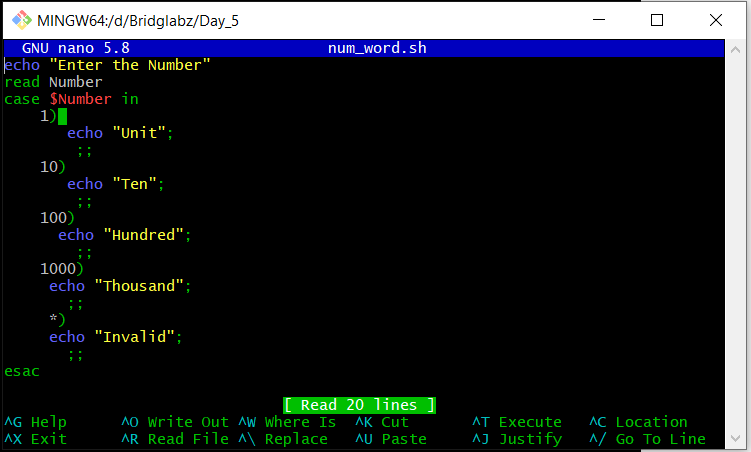 MINGW64:/d/Bridglabz/Day_5
GNU nano 5.8 num_word.sh
echo "Enter the Number"
read Number
case $Number in
1)
echo "Unit";
;;
10)
echo "Ten";
;;
100)
echo "Hundred";
;;
1000)
echo "Thousand";
;;
*)
echo "Invalid";
;;
esac
[ Read 20 lines ]
^G Help ^O Write Out ^W Where Is ^K Cut ^T Execute ^C Location
^X Exit ^R Read File ^\ Replace ^U Paste ^J Justify ^/ Go To Line